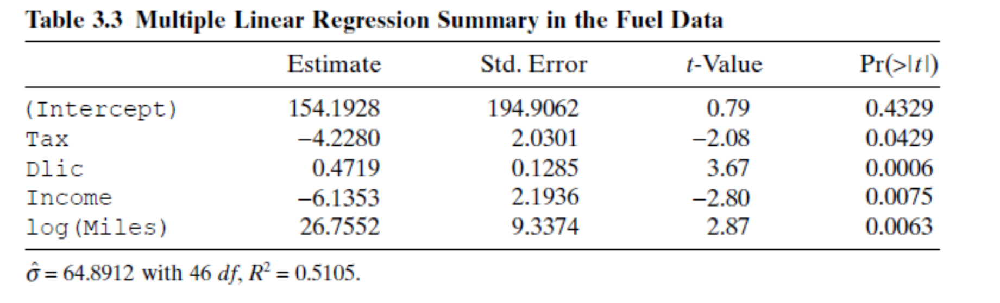 Table 3.3 Multiple Linear Regression Summary in the Fuel Data
Estimate Std. Error t-Value Pr(>|t|)
(Intercept) 154.1928 194.9062 0.79 0.4329
Tax −4.2280 2.0301 −2.08 0.0429
Dlic 0.4719 0.1285 3.67 0.0006
Income −6.1353 2.1936 −2.80 0.0075
log(Miles) 26.7552 9.3374 2.87 0.0063
σ̂ = 64.8912 with 46 df, R² = 0.5105.